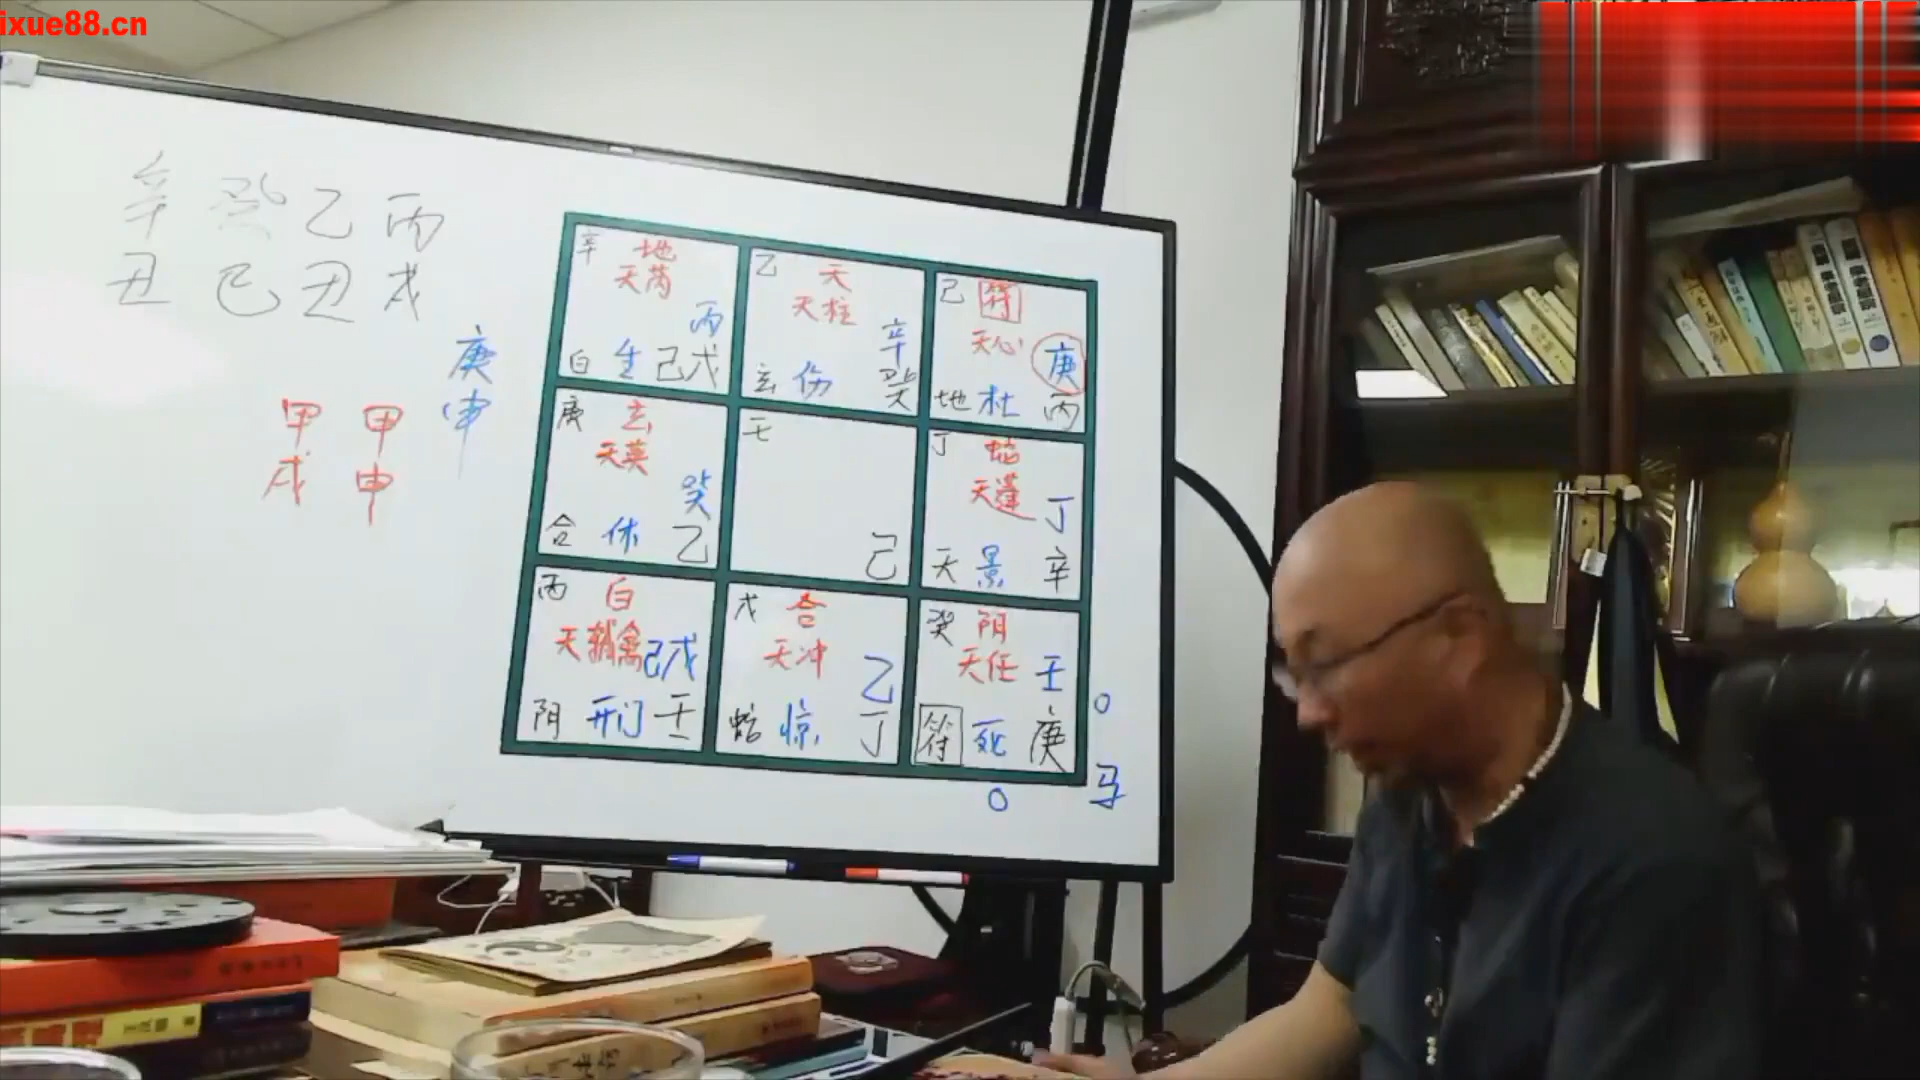 ixue88.cn
辛 癸 乙 丙
丑 巳 丑 戌
庚
申
甲 甲
戌 申
辛 地
天芮
丙
白 生 己戊
乙 天
天柱
辛
玄 伤 癸
己 符
天心 庚
地 杜 丙
庚 玄
天英
癸
合 休 乙
壬
己
丁 蛇
天蓬 丁
天 景 辛
丙 白
天辅禽己戊
阴 开门 壬
戊 合
天冲 乙
蛇 惊 丁
癸 阴
天任 壬
符 死 庚
0
0 马